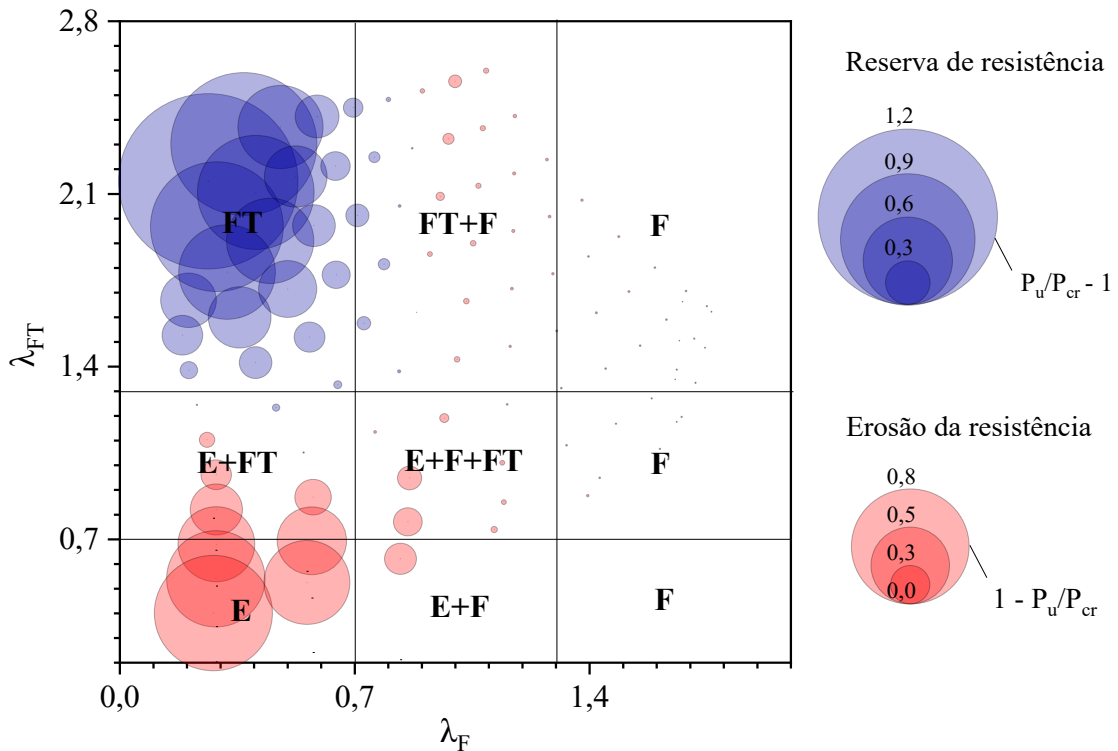 2,8
2,1
1,4
0,7
λFT
0,0
0,7
1,4
λF
FT
FT+F
F
E+FT
E+F+FT
F
E
E+F
F
Reserva de resistência
1,2
0,9
0,6
0,3
Pu/Pcr - 1
Erosão da resistência
0,8
0,5
0,3
0,0
1 - Pu/Pcr